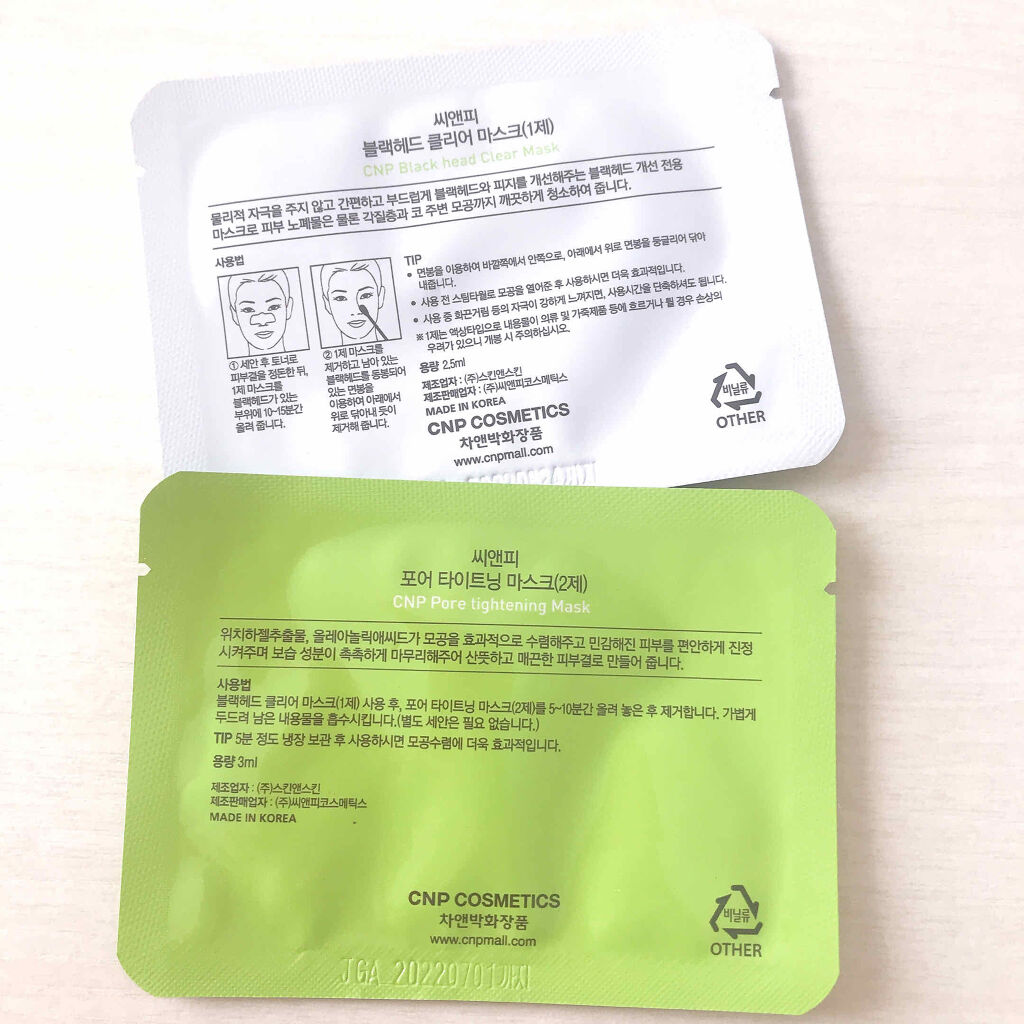 씨앤피
블랙헤드 클리어 마스크(1제)
CNP Black head Clear Mask
물리적 자극을 주지 않고 간편하고 부드럽게 블랙헤드와 피지를 개선해주는 블랙헤드 개선 전용
마스크로 피부 노폐물은 물론 각질층과 코 주변 모공까지 깨끗하게 청소하여 줍니다.
사용법
① 세안 후 토너로
피부결을 정돈한 뒤,
1제 마스크를
블랙헤드가 있는
부위에 10~15분간
올려 줍니다.
② 1제 마스크를
제거하고 남아 있는
블랙헤드를 동봉되어
있는 면봉을
이용하여 아래에서
위로 닦아내 듯이
제거해 줍니다.
TIP
• 면봉을 이용하여 바깥쪽에서 안쪽으로, 아래에서 위로 면봉을 둥글리어 닦아
내줍니다.
• 사용 전 스팀타월로 모공을 열어준 후 사용하시면 더욱 효과적입니다.
• 사용 중 화끈거림 등의 자극이 강하게 느껴지면, 사용시간을 단축하셔도 됩니다.
※ 1제는 액상타입으로 내용물이 의류 및 가죽제품 등에 흐르거나 튈 경우 손상의
우려가 있으니 개봉 시 주의하십시오.
용량 2.5ml
제조업자 : (주)스킨앤스킨
제조판매업자 : (주)씨앤피코스메틱스
MADE IN KOREA
CNP COSMETICS
차앤박화장품
www.cnpmall.com
비닐류
OTHER
씨앤피
포어 타이트닝 마스크(2제)
CNP Pore tightening Mask
위치하젤추출물, 올레아놀릭애씨드가 모공을 효과적으로 수렴해주고 민감해진 피부를 편안하게 진정
시켜주며 보습 성분이 촉촉하게 마무리해주어 산뜻하고 매끈한 피부결로 만들어 줍니다.
사용법
블랙헤드 클리어 마스크(1제) 사용 후, 포어 타이트닝 마스크(2제)를 5~10분간 올려 놓은 후 제거합니다. 가볍게
두드려 남은 내용물을 흡수시킵니다.(별도 세안은 필요 없습니다.)
TIP 5분 정도 냉장 보관 후 사용하시면 모공수렴에 더욱 효과적입니다.
용량 3ml
제조업자 : (주)스킨앤스킨
제조판매업자 : (주)씨앤피코스메틱스
MADE IN KOREA
CNP COSMETICS
차앤박화장품
www.cnpmall.com
비닐류
OTHER
JGA 20220701까지